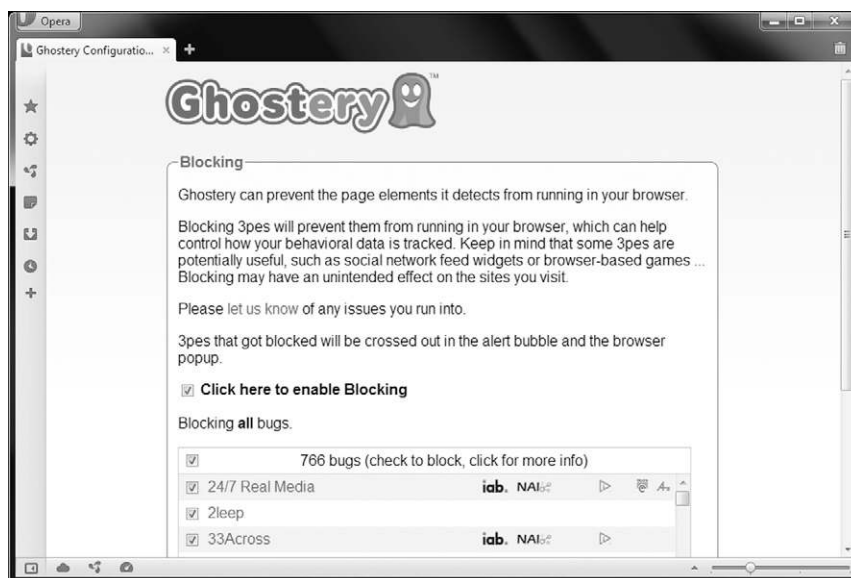 Opera
Ghostery Configuratio...
Ghostery™
Blocking
Ghostery can prevent the page elements it detects from running in your browser.
Blocking 3pes will prevent them from running in your browser, which can help
control how your behavioral data is tracked. Keep in mind that some 3pes are
potentially useful, such as social network feed widgets or browser-based games ...
Blocking may have an unintended effect on the sites you visit.
Please let us know of any issues you run into.
3pes that got blocked will be crossed out in the alert bubble and the browser
popup.
Click here to enable Blocking
Blocking all bugs.
766 bugs (check to block, click for more info)
24/7 Real Media iab. NAI
2leep
33Across iab. NAI